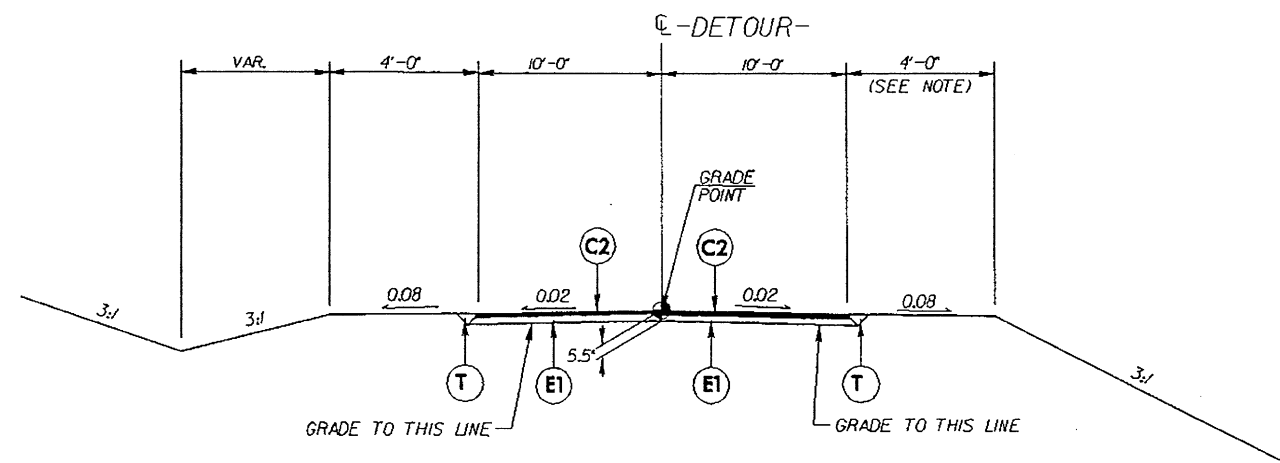 ℄ -DETOUR-
VAR. 4'-0" 10'-0" 10'-0" 4'-0"
(SEE NOTE)
GRADE
POINT
C2 C2
0.08 0.02 0.02 0.08
3:1 3:1
5.5"
3:1
T E1 E1 T
GRADE TO THIS LINE GRADE TO THIS LINE